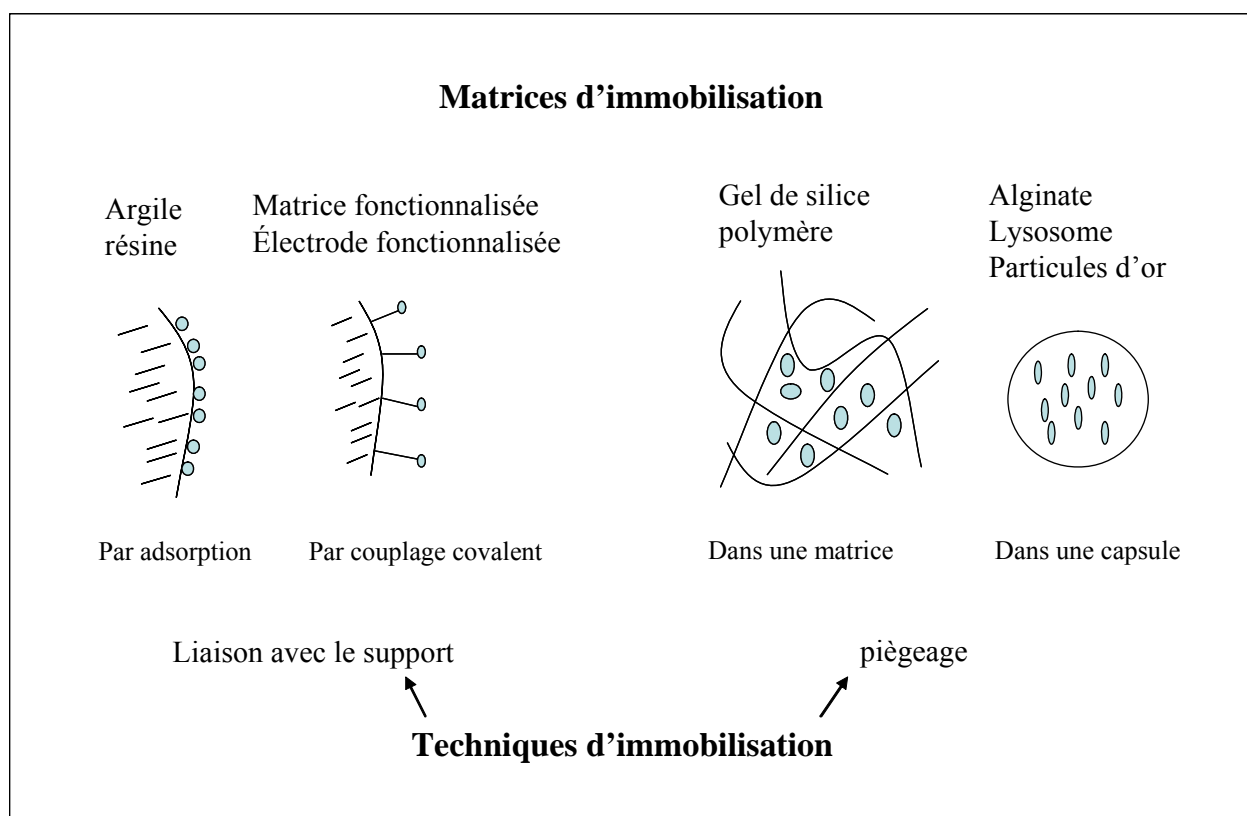 Matrices d'immobilisation
Argile
résine
Matrice fonctionnalisée
Électrode fonctionnalisée
Gel de silice
polymère
Alginate
Lysosome
Particules d'or
Par adsorption
Par couplage covalent
Dans une matrice
Dans une capsule
Liaison avec le support
piègeage
Techniques d'immobilisation